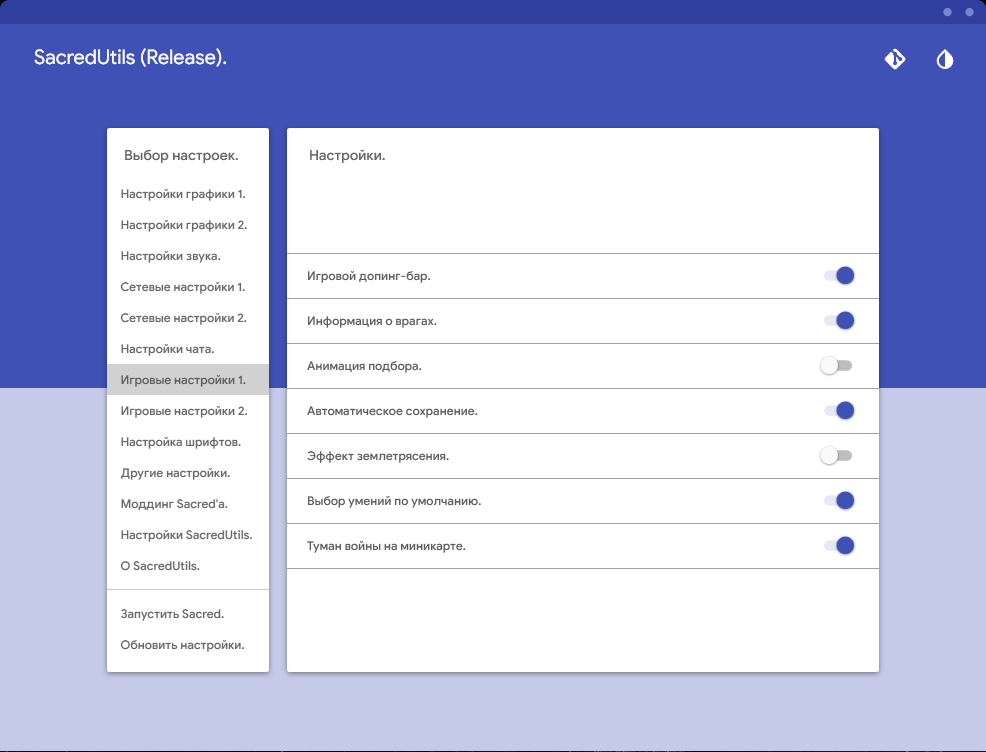 SacredUtils (Release).
Выбор настроек.
Настройки графики 1.
Настройки графики 2.
Настройки звука.
Сетевые настройки 1.
Сетевые настройки 2.
Настройки чата.
Игровые настройки 1.
Игровые настройки 2.
Настройка шрифтов.
Другие настройки.
Моддинг Sacred'а.
Настройки SacredUtils.
О SacredUtils.
Запустить Sacred.
Обновить настройки.
Настройки.
Игровой допинг-бар.
Информация о врагах.
Анимация подбора.
Автоматическое сохранение.
Эффект землетрясения.
Выбор умений по умолчанию.
Туман войны на миникарте.